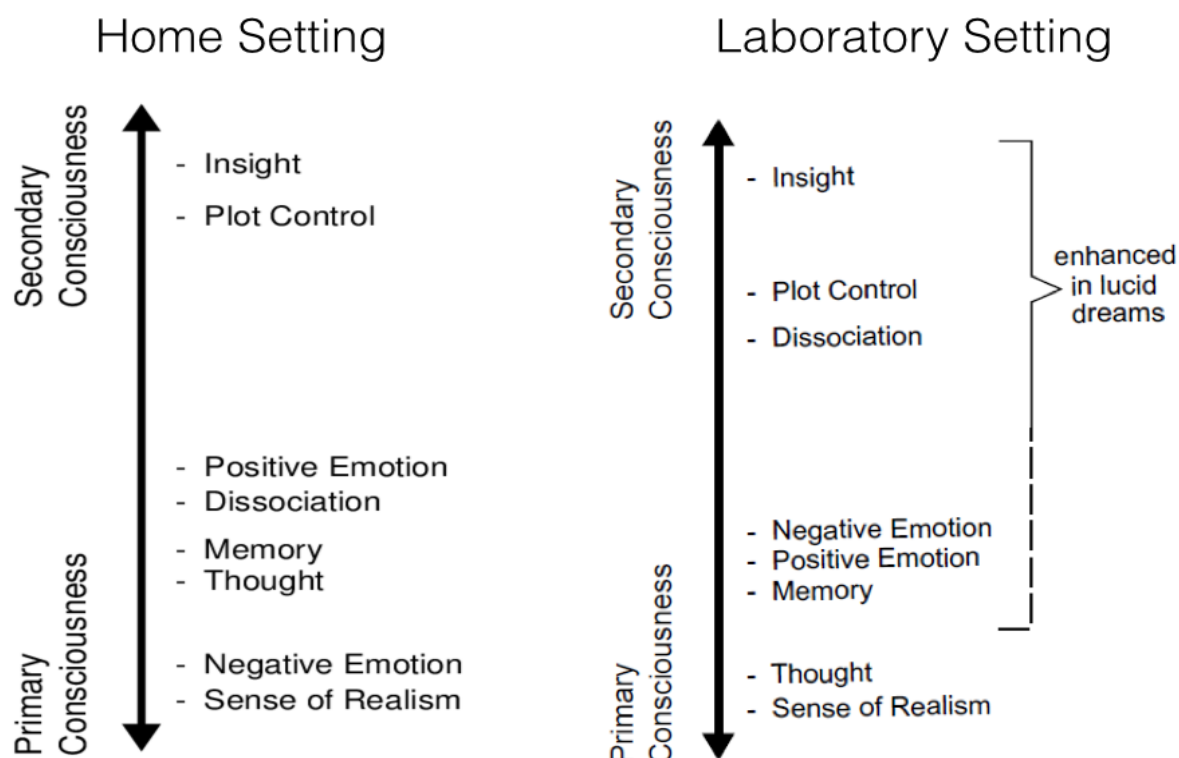 Home Setting
Secondary
Consciousness
- Insight
- Plot Control
- Positive Emotion
- Dissociation
- Memory
- Thought
- Negative Emotion
- Sense of Realism
Primary
Consciousness
Laboratory Setting
Secondary
Consciousness
- Insight
- Plot Control
- Dissociation
enhanced
in lucid
dreams
- Negative Emotion
- Positive Emotion
- Memory
- Thought
- Sense of Realism
Primary
Consciousness